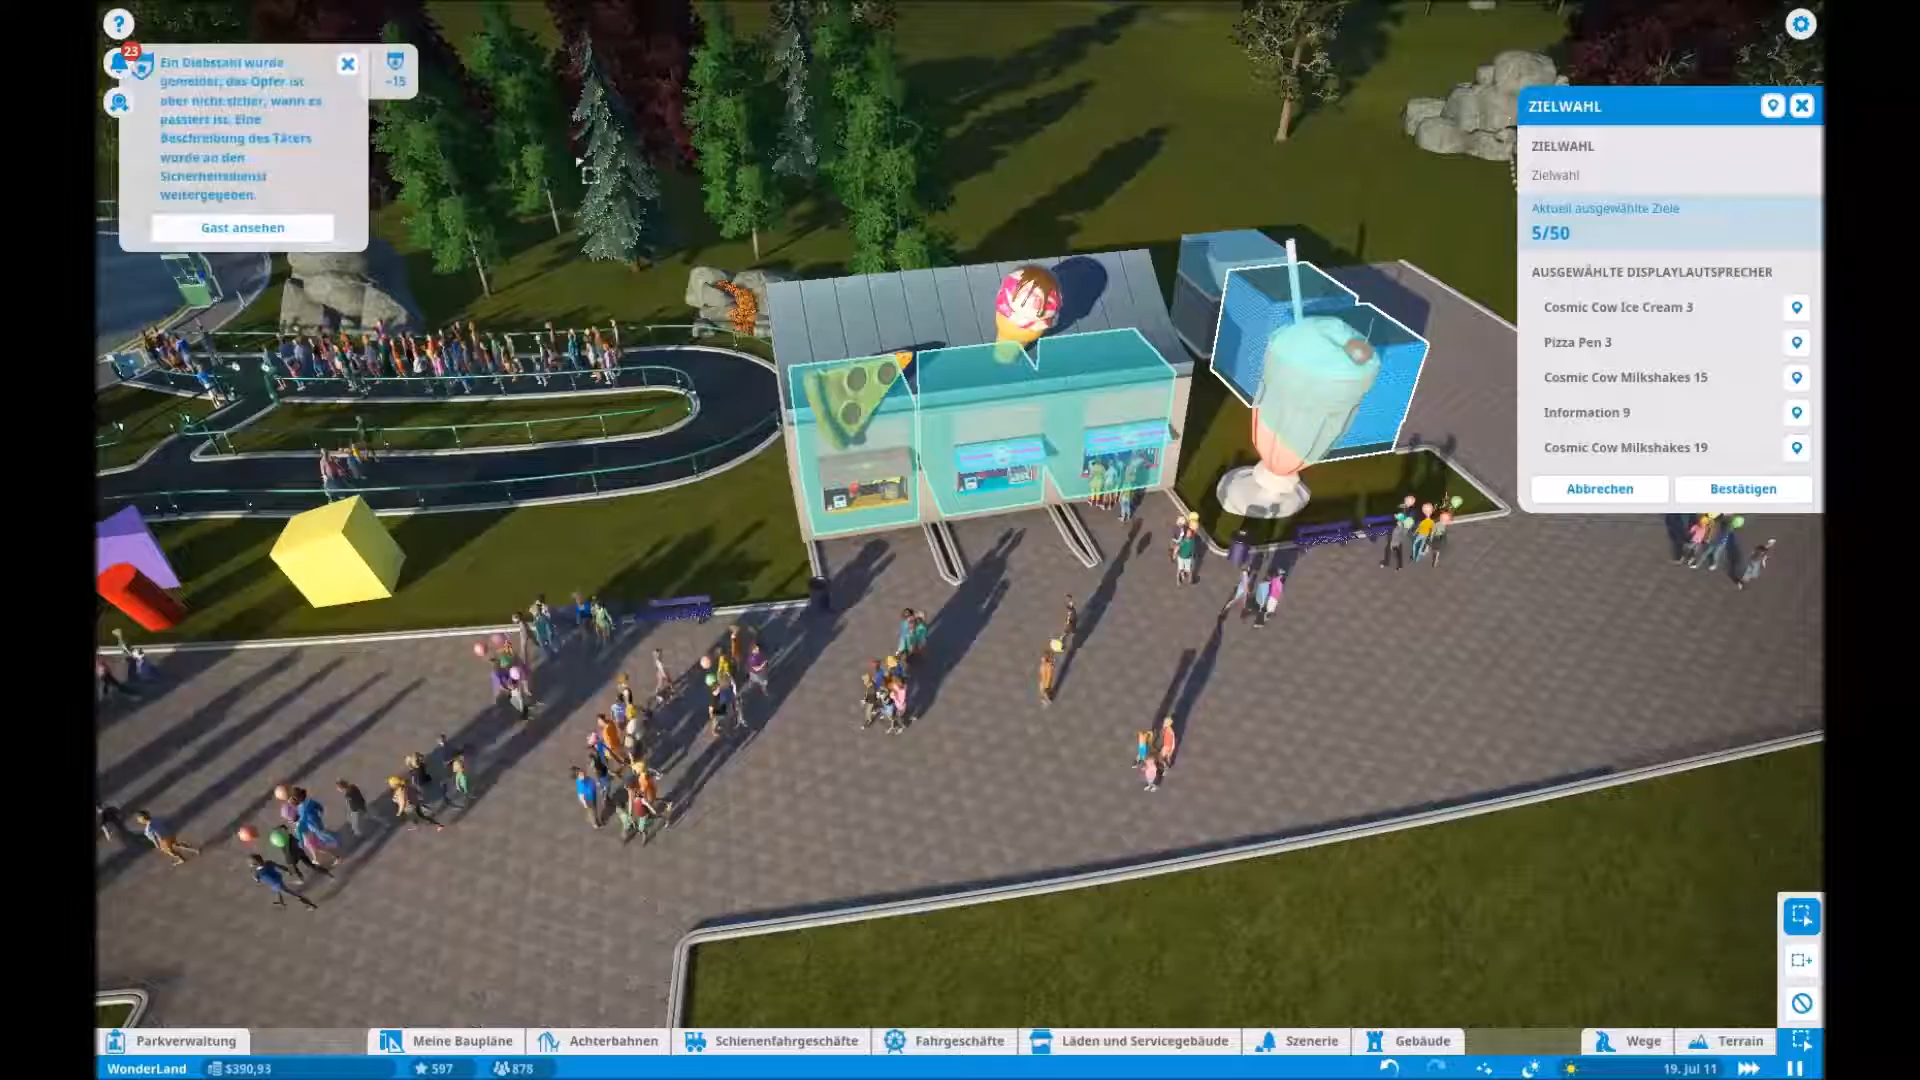 ?
23
Ein Diebstahl wurde
gemeldet, das Opfer ist
aber nicht sicher, wann es
passiert ist. Eine
Beschreibung des Täters
wurde an den
Sicherheitsdienst
weitergegeben.
-15
Gast ansehen
ZIELWAHL
ZIELWAHL
Zielwahl
Aktuell ausgewählte Ziele
5/50
AUSGEWÄHLTE DISPLAYLAUTSPRECHER
Cosmic Cow Ice Cream 3
Pizza Pen 3
Cosmic Cow Milkshakes 15
Information 9
Cosmic Cow Milkshakes 19
Abbrechen Bestätigen
Parkverwaltung Meine Baupläne Achterbahnen Schienenfahrgeschäfte Fahrgeschäfte Läden und Servicegebäude Szenerie Gebäude Wege Terrain
WonderLand $390,93 597 878 19. Jul 11